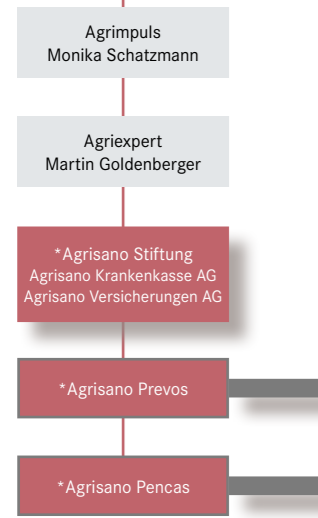 Agrimpuls
Monika Schatzmann
Agriexpert
Martin Goldenberger
*Agrisano Stiftung
Agrisano Krankenkasse AG
Agrisano Versicherungen AG
*Agrisano Prevos
*Agrisano Pencas